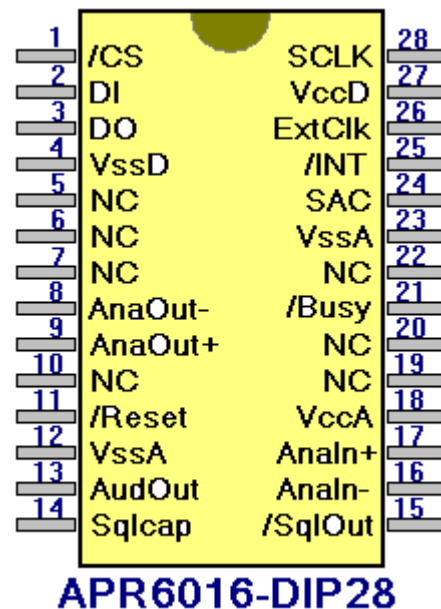 1 /CS SCLK 28
2 DI VccD 27
3 DO ExtClk 26
4 VssD /INT 25
5 NC SAC 24
6 NC VssA 23
7 NC NC 22
8 AnaOut- /Busy 21
9 AnaOut+ NC 20
10 NC NC 19
11 /Reset VccA 18
12 VssA AnaIn+ 17
13 AudOut AnaIn- 16
14 Sqlcap /SqlOut 15
APR6016-DIP28